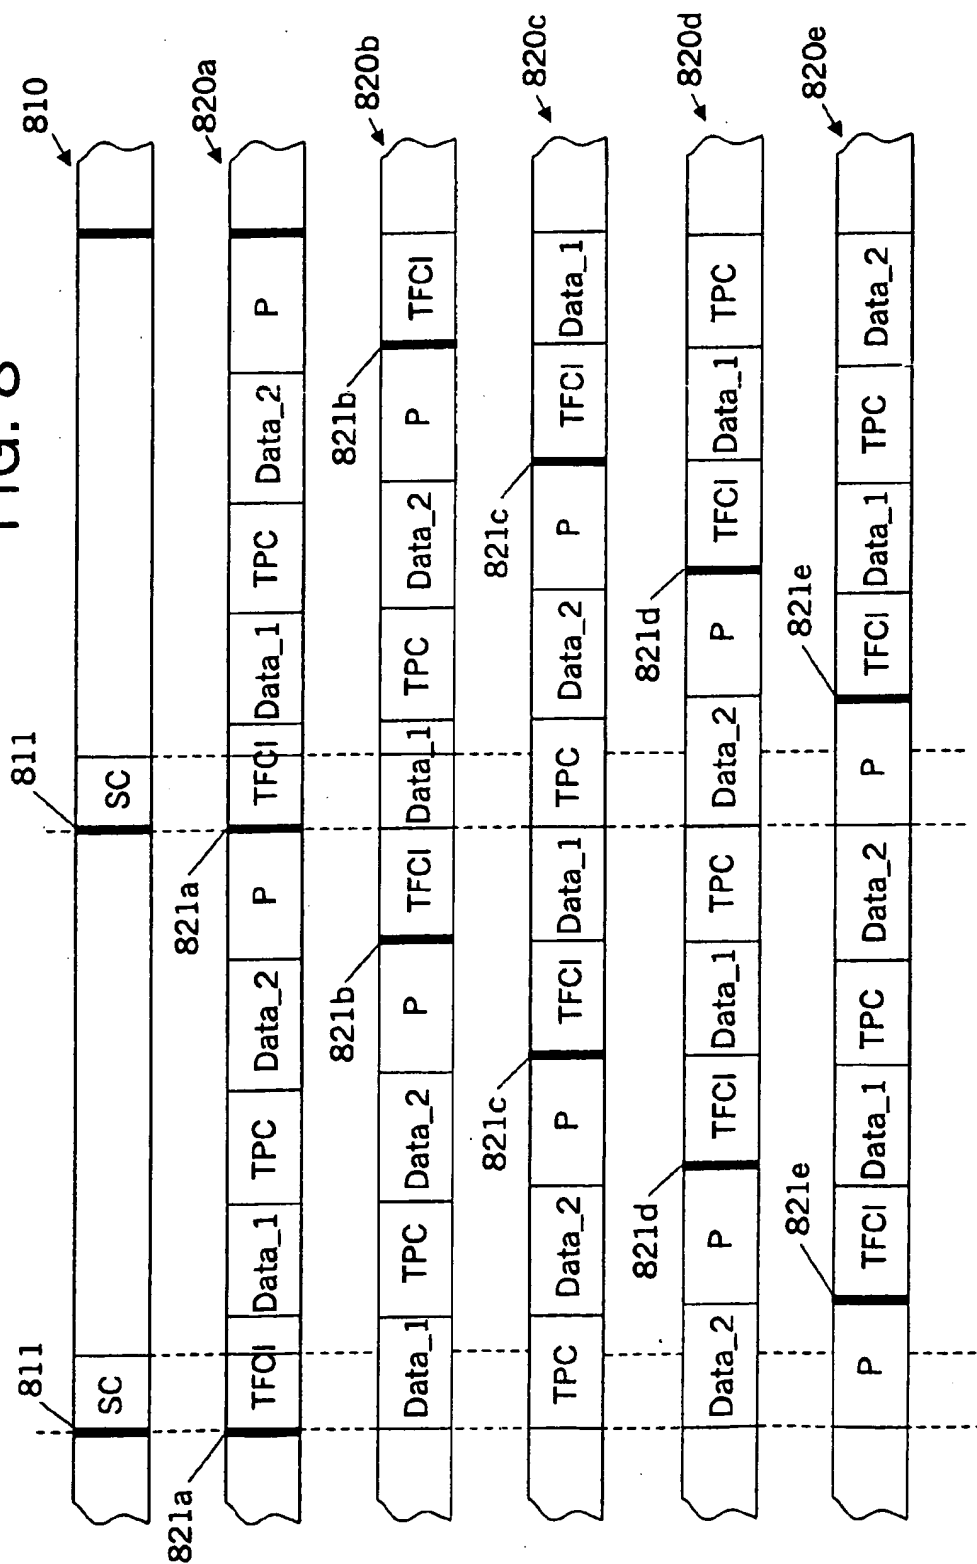 FIG. 8
811 811 810
SC SC
821a 821a 820a
TFCI Data_1 TPC Data_2 P TFCI Data_1 TPC Data_2 P
821b 821b 820b
Data_1 TPC Data_2 P TFCI Data_1 TPC Data_2 P TFCI
821c 821c 820c
TPC Data_2 P TFCI Data_1 TPC Data_2 P TFCI Data_1
821d 821d 820d
Data_2 P TFCI Data_1 TPC Data_2 P TFCI Data_1 TPC
821e 821e 820e
P TFCI Data_1 TPC Data_2 P TFCI Data_1 TPC Data_2